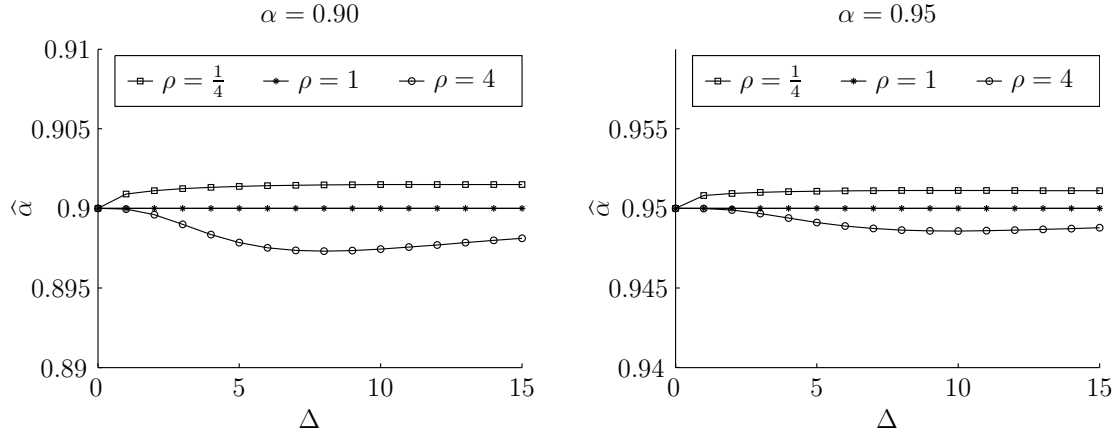 α = 0.90
0.91
0.905
0.9
0.895
0.89
α̂
ρ = 1/4 ρ = 1 ρ = 4
0 5 10 15
Δ
α = 0.95
0.955
0.95
0.945
0.94
α̂
ρ = 1/4 ρ = 1 ρ = 4
0 5 10 15
Δ